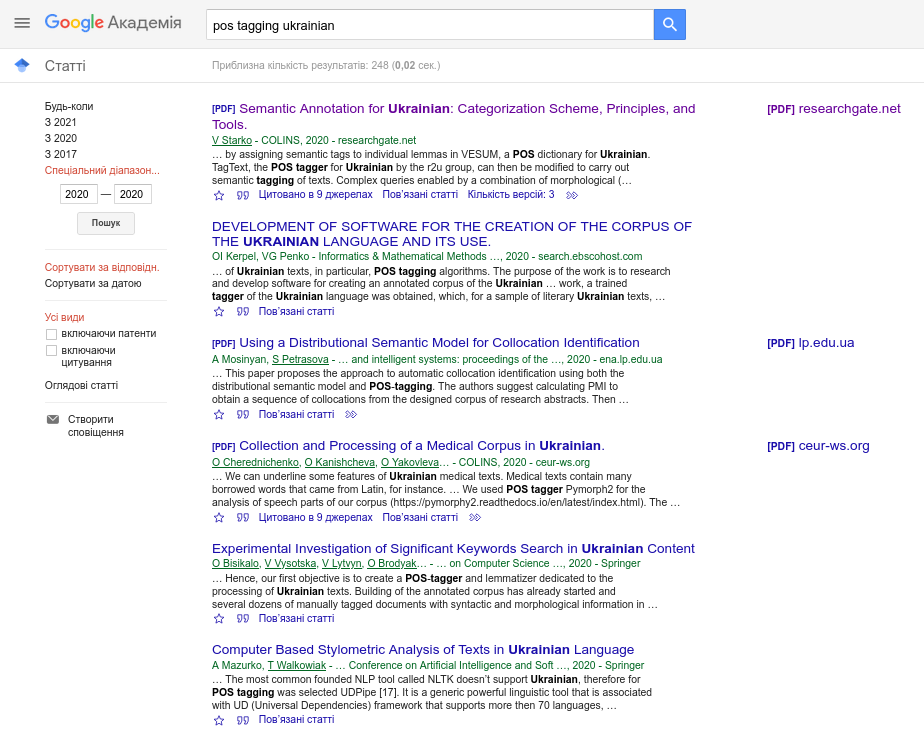 Google Академія
pos tagging ukrainian
Статті
Приблизна кількість результатів: 248 (0,02 сек.)
Будь-коли
З 2021
З 2020
З 2017
Спеціальний діапазон...
2020 — 2020
Пошук
Сортувати за відповідн.
Сортувати за датою
Усі види
включаючи патенти
включаючи
цитування
Оглядові статті
Створити
сповіщення
[PDF] Semantic Annotation for Ukrainian: Categorization Scheme, Principles, and
Tools.
V Starko - COLINS, 2020 - researchgate.net
… by assigning semantic tags to individual lemmas in VESUM, a POS dictionary for Ukrainian.
TagText, the POS tagger for Ukrainian by the r2u group, can then be modified to carry out
semantic tagging of texts. Complex queries enabled by a combination of morphological (…
Цитовано в 9 джерелах Пов’язані статті Кількість версій: 3
[PDF] researchgate.net
DEVELOPMENT OF SOFTWARE FOR THE CREATION OF THE CORPUS OF
THE UKRAINIAN LANGUAGE AND ITS USE.
OI Kerpel, VG Penko - Informatics & Mathematical Methods …, 2020 - search.ebscohost.com
… of Ukrainian texts, in particular, POS tagging algorithms. The purpose of the work is to research
and develop software for creating an annotated corpus of the Ukrainian … work, a trained
tagger of the Ukrainian language was obtained, which, for a sample of literary Ukrainian texts, …
Пов’язані статті
[PDF] Using a Distributional Semantic Model for Collocation Identification
A Mosinyan, S Petrasova - … and intelligent systems: proceedings of the …, 2020 - ena.lp.edu.ua
… This paper proposes the approach to automatic collocation identification using both the
distributional semantic model and POS-tagging. The authors suggest calculating PMI to
obtain a sequence of collocations from the designed corpus of research abstracts. Then …
Пов’язані статті
[PDF] lp.edu.ua
[PDF] Collection and Processing of a Medical Corpus in Ukrainian.
O Cherednichenko, O Kanishcheva, O Yakovleva… - COLINS, 2020 - ceur-ws.org
… We can underline some features of Ukrainian medical texts. Medical texts contain many
borrowed words that came from Latin, for instance. … We used POS tagger Pymorph2 for the
analysis of speech parts of our corpus (https://pymorphy2.readthedocs.io/en/latest/index.html). The …
Цитовано в 9 джерелах Пов’язані статті
[PDF] ceur-ws.org
Experimental Investigation of Significant Keywords Search in Ukrainian Content
O Bisikalo, V Vysotska, V Lytvyn, O Brodyak… - … on Computer Science …, 2020 - Springer
… Hence, our first objective is to create a POS-tagger and lemmatizer dedicated to the
processing of Ukrainian texts. Building of the annotated corpus has already started and
several dozens of manually tagged documents with syntactic and morphological information in …
Пов’язані статті
Computer Based Stylometric Analysis of Texts in Ukrainian Language
A Mazurko, T Walkowiak - … Conference on Artificial Intelligence and Soft …, 2020 - Springer
… The most common founded NLP tool called NLTK doesn’t support Ukrainian, therefore for
POS tagging was selected UDPipe [17]. It is a generic powerful linguistic tool that is associated
with UD (Universal Dependencies) framework that supports more then 70 languages, …
Пов’язані статті